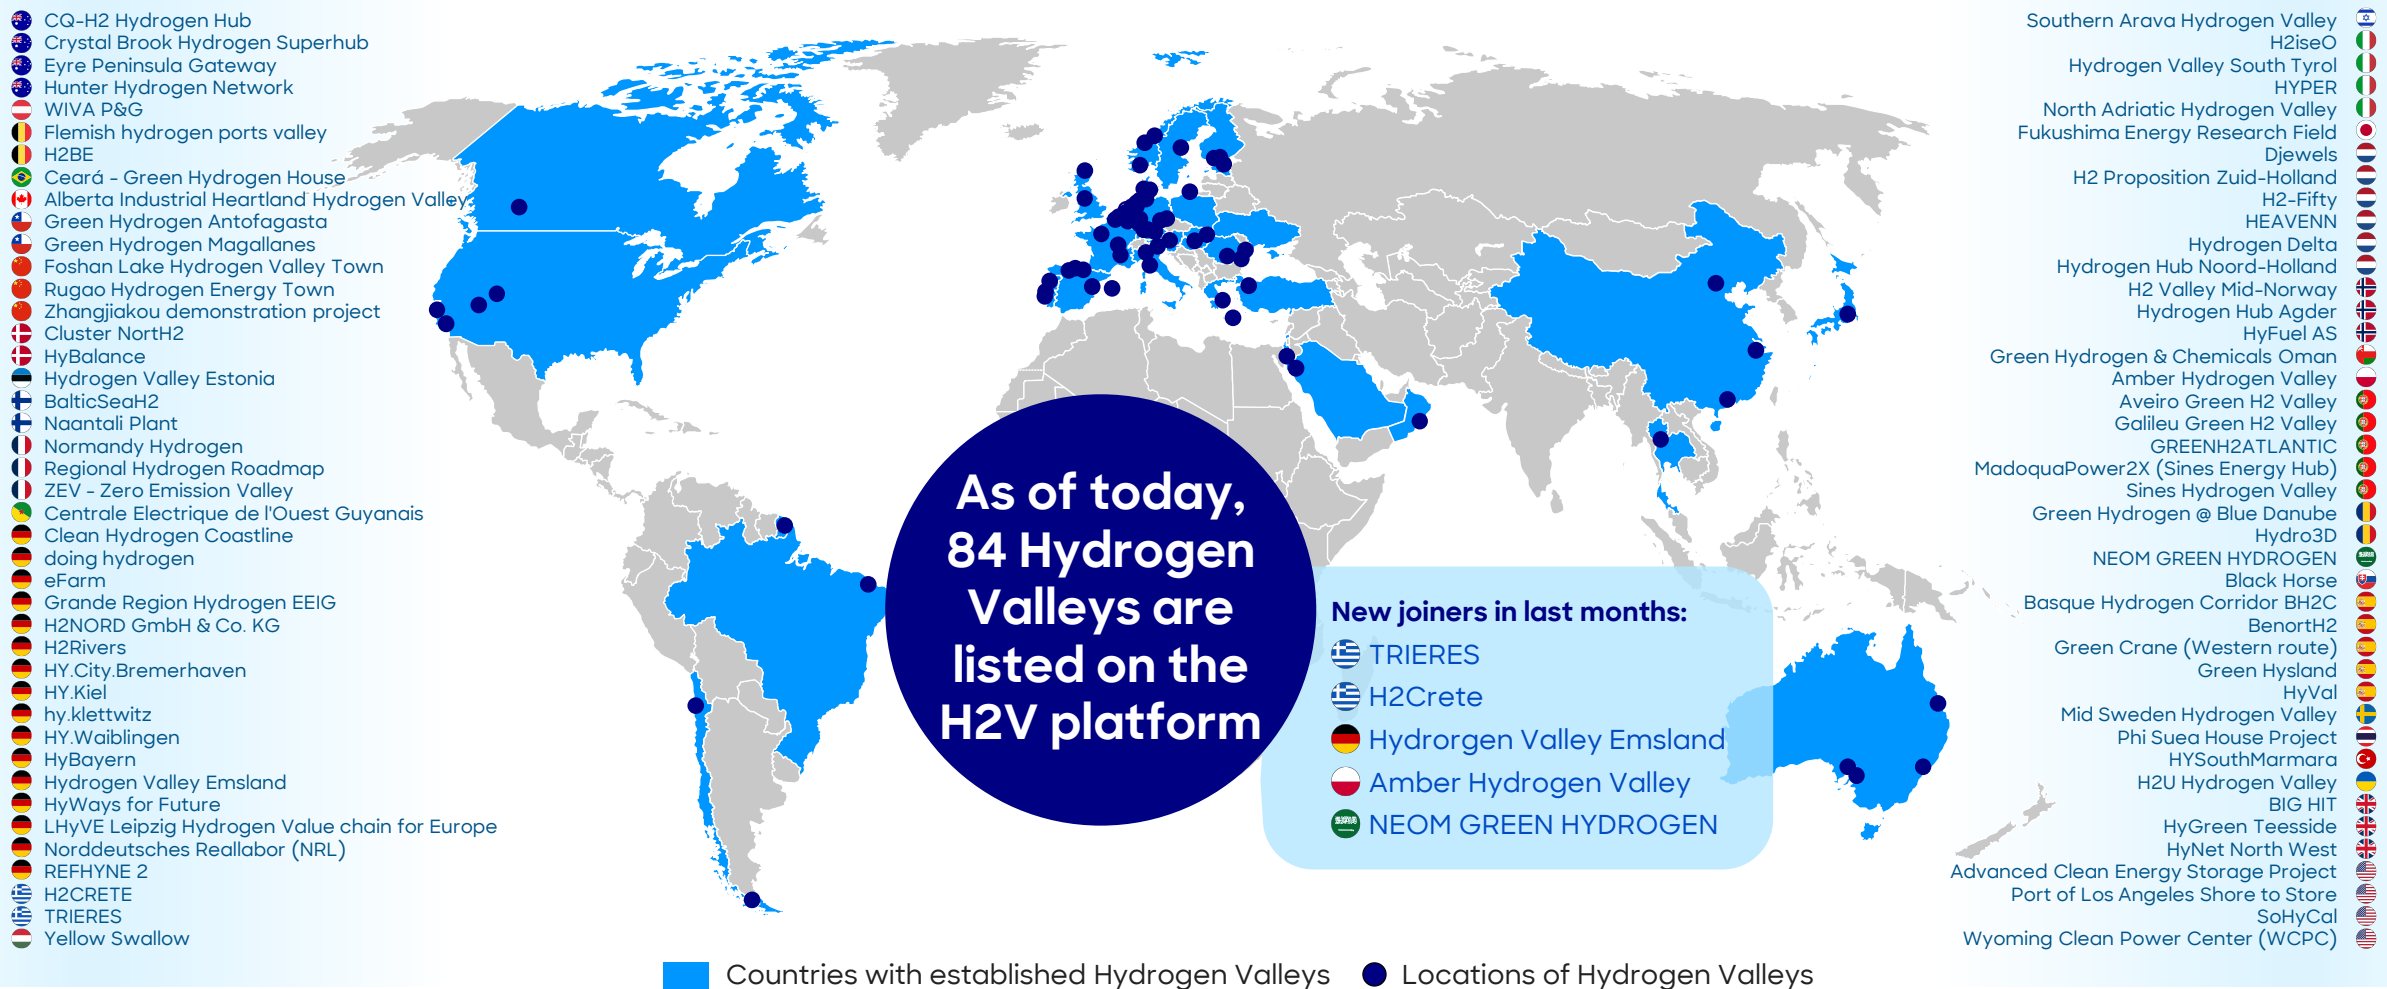 CQ-H2 Hydrogen Hub
Crystal Brook Hydrogen Superhub
Eyre Peninsula Gateway
Hunter Hydrogen Network
WIVA P&G
Flemish hydrogen ports valley
H2BE
Ceará - Green Hydrogen House
Alberta Industrial Heartland Hydrogen Valley
Green Hydrogen Antofagasta
Green Hydrogen Magallanes
Foshan Lake Hydrogen Valley Town
Rugao Hydrogen Energy Town
Zhangjiakou demonstration project
Cluster NortH2
HyBalance
Hydrogen Valley Estonia
BalticSeaH2
Naantali Plant
Normandy Hydrogen
Regional Hydrogen Roadmap
ZEV - Zero Emission Valley
Centrale Electrique de l'Ouest Guyanais
Clean Hydrogen Coastline
doing hydrogen
eFarm
Grande Region Hydrogen EEIG
H2NORD GmbH & Co. KG
H2Rivers
HY.City.Bremerhaven
HY.Kiel
hy.klettwitz
HY.Waiblingen
HyBayern
Hydrogen Valley Emsland
HyWays for Future
LHyVE Leipzig Hydrogen Value chain for Europe
Norddeutsches Reallabor (NRL)
REFHYNE 2
H2CRETE
TRIERES
Yellow Swallow
As of today,
84 Hydrogen
Valleys are
listed on the
H2V platform
New joiners in last months:
TRIERES
H2Crete
Hydrorgen Valley Emsland
Amber Hydrogen Valley
NEOM GREEN HYDROGEN
Southern Arava Hydrogen Valley
H2iseO
Hydrogen Valley South Tyrol
HYPER
North Adriatic Hydrogen Valley
Fukushima Energy Research Field
Djewels
H2 Proposition Zuid-Holland
H2-Fifty
HEAVENN
Hydrogen Delta
Hydrogen Hub Noord-Holland
H2 Valley Mid-Norway
Hydrogen Hub Agder
HyFuel AS
Green Hydrogen & Chemicals Oman
Amber Hydrogen Valley
Aveiro Green H2 Valley
Galileu Green H2 Valley
GREENH2ATLANTIC
MadoquaPower2X (Sines Energy Hub)
Sines Hydrogen Valley
Green Hydrogen @ Blue Danube
Hydro3D
NEOM GREEN HYDROGEN
Black Horse
Basque Hydrogen Corridor BH2C
BenortH2
Green Crane (Western route)
Green Hysland
HyVal
Mid Sweden Hydrogen Valley
Phi Suea House Project
HYSouthMarmara
H2U Hydrogen Valley
BIG HIT
HyGreen Teesside
HyNet North West
Advanced Clean Energy Storage Project
Port of Los Angeles Shore to Store
SoHyCal
Wyoming Clean Power Center (WCPC)
Countries with established Hydrogen Valleys
Locations of Hydrogen Valleys